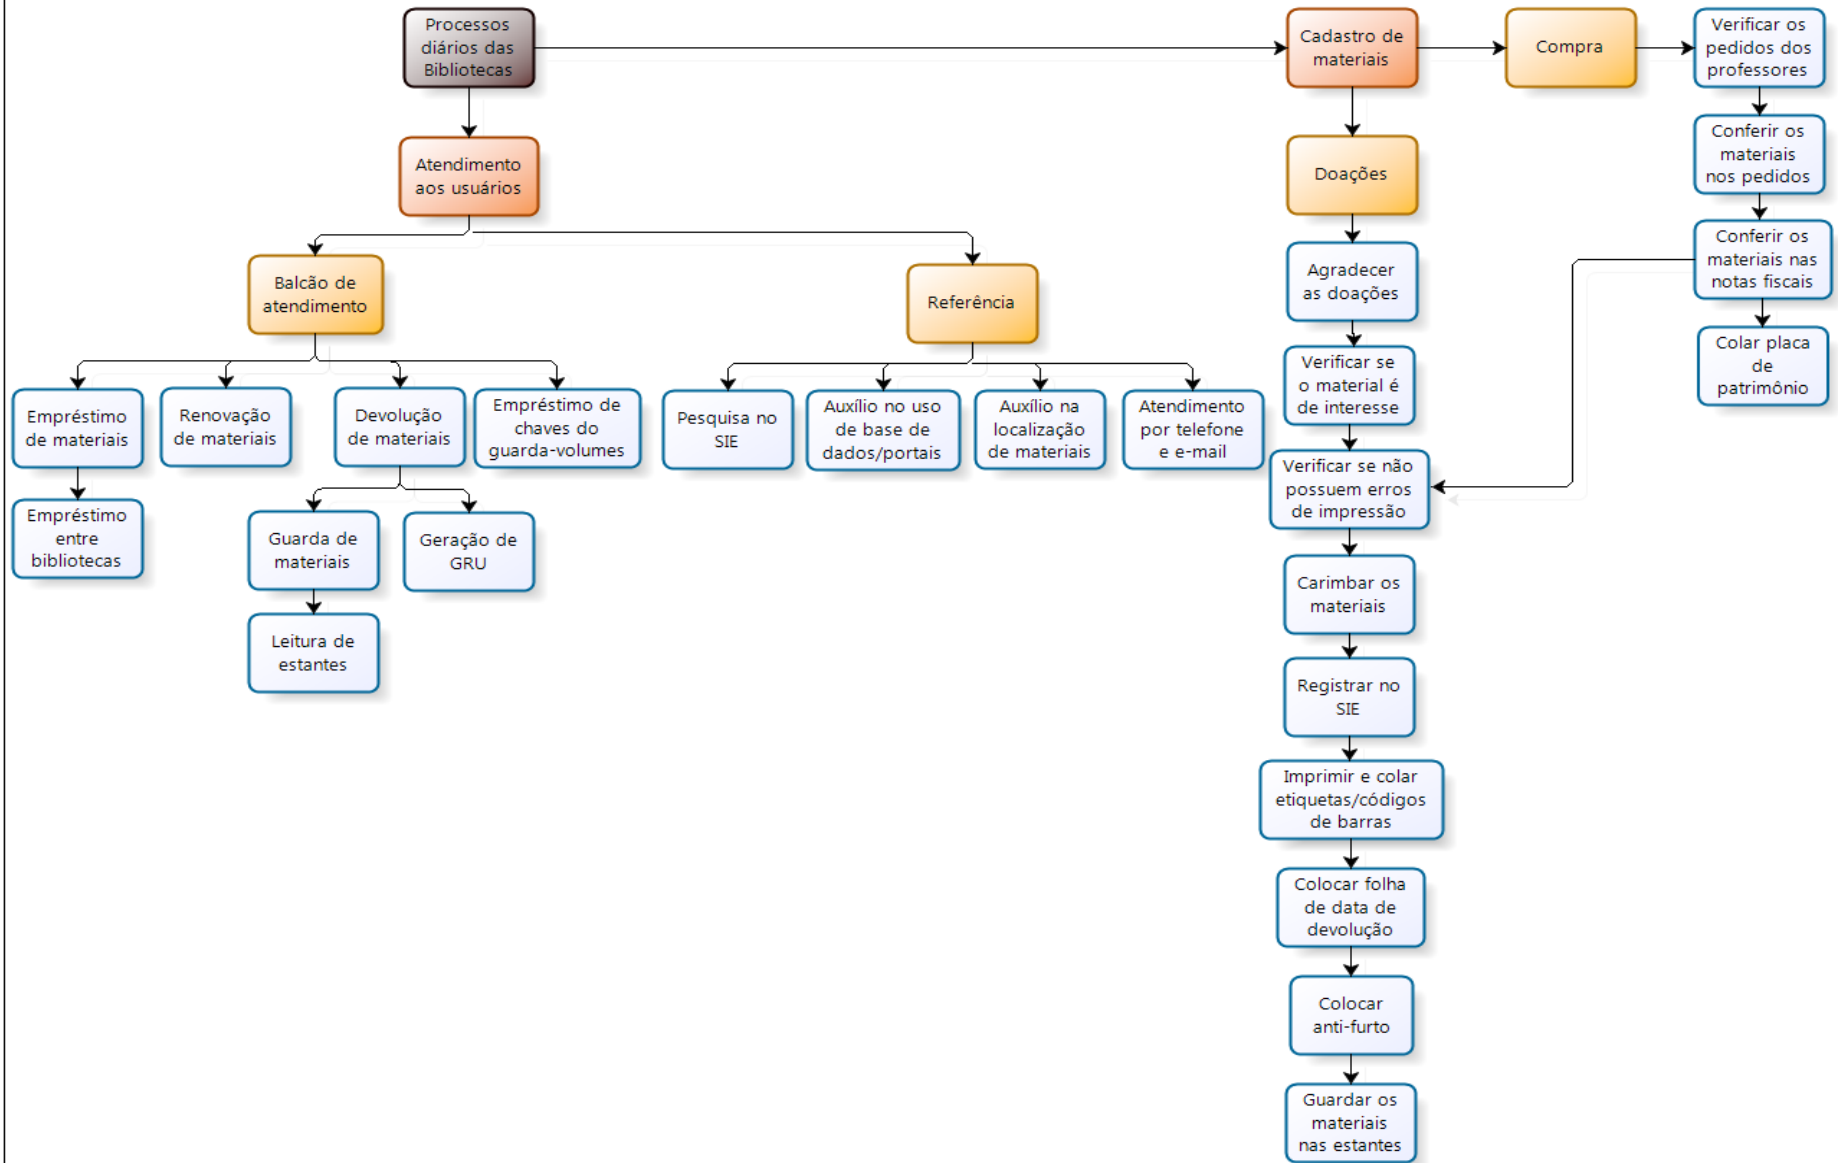 Processos
diários das
Bibliotecas
Cadastro de
materiais
Compra
Verificar os
pedidos dos
professores
Conferir os
materiais
nos pedidos
Conferir os
materiais nas
notas fiscais
Colar placa
de
patrimônio
Atendimento
aos usuários
Doações
Agradecer
as doações
Verificar se
o material é
de interesse
Verificar se não
possuem erros
de impressão
Carimbar os
materiais
Registrar no
SIE
Imprimir e colar
etiquetas/códigos
de barras
Colocar folha
de data de
devolução
Colocar
anti-furto
Guardar os
materiais
nas estantes
Balcão de
atendimento
Referência
Empréstimo
de materiais
Renovação
de materiais
Devolução
de materiais
Empréstimo de
chaves do
guarda-volumes
Pesquisa no
SIE
Auxílio no uso
de base de
dados/portais
Auxílio na
localização
de materiais
Atendimento
por telefone
e e-mail
Empréstimo
entre
bibliotecas
Guarda de
materiais
Geração de
GRU
Leitura de
estantes